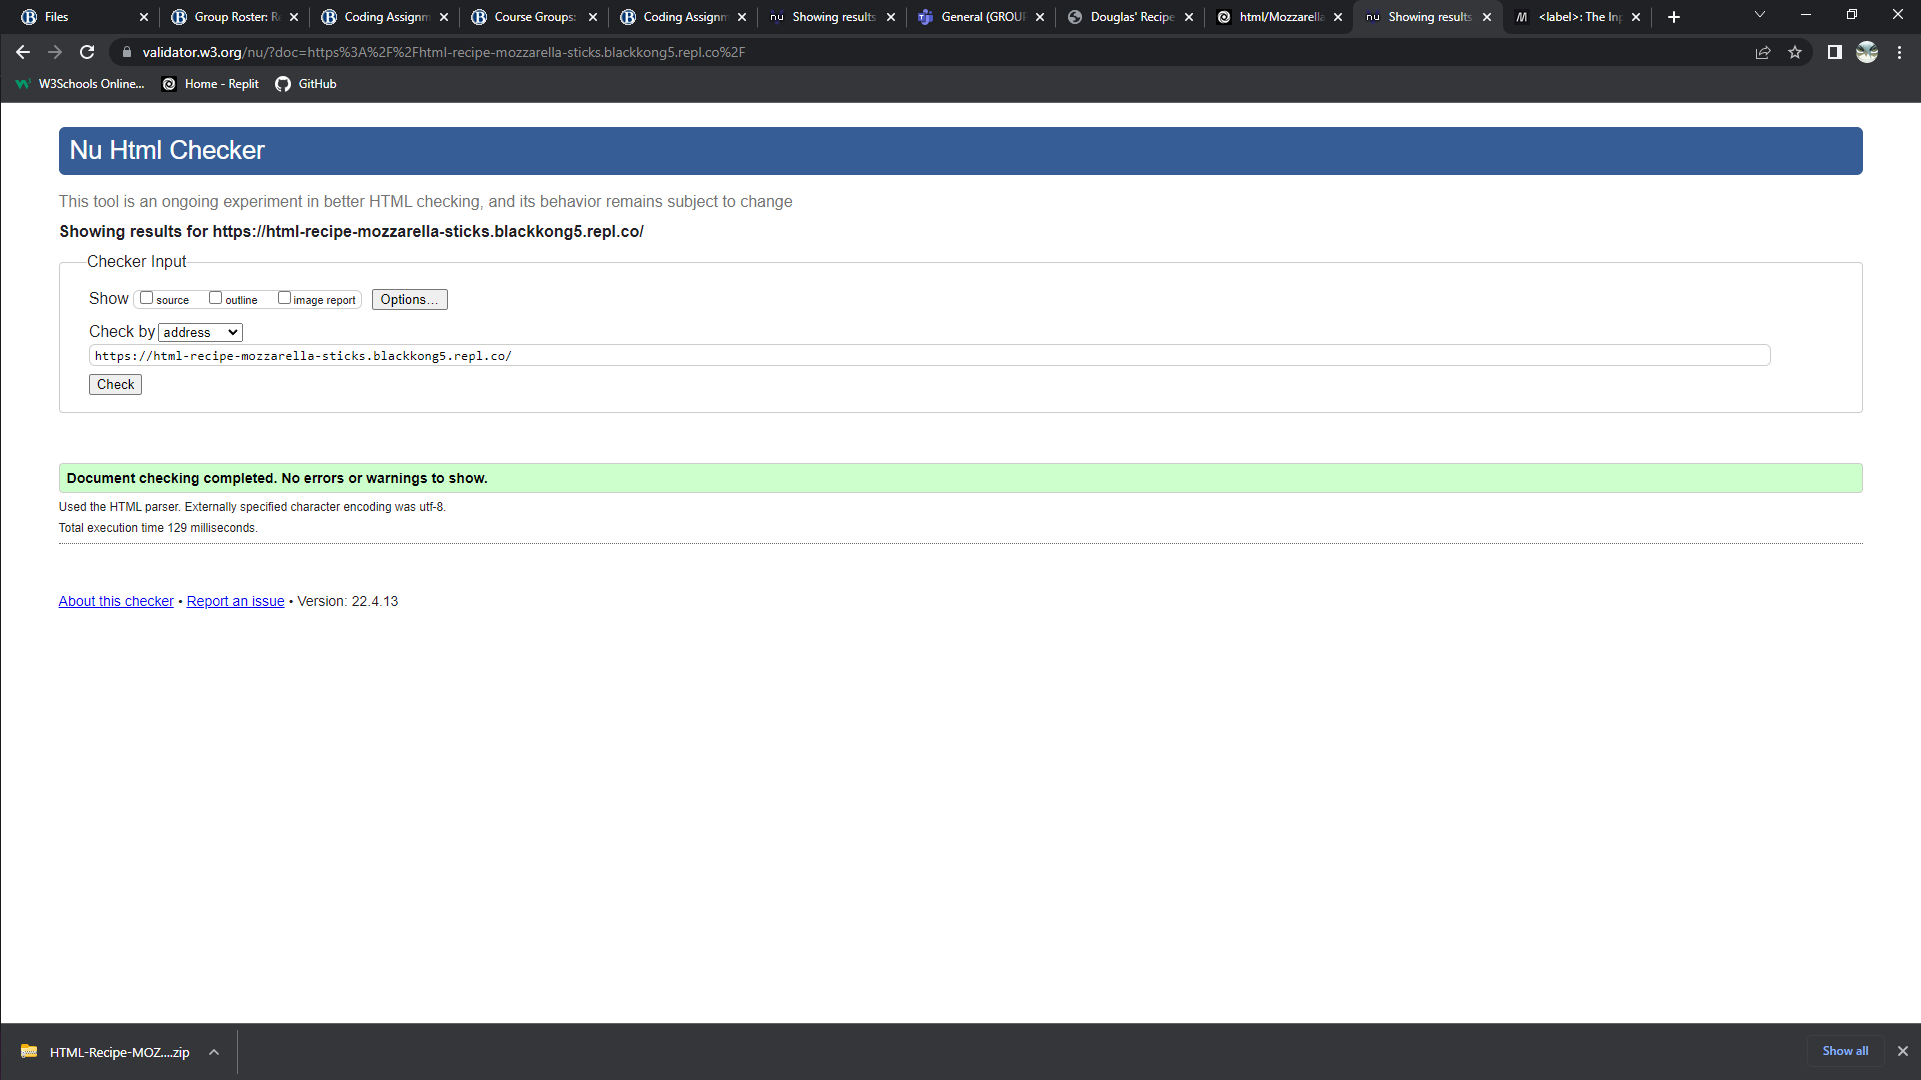 Files
Group Roster: R
Coding Assignm
Course Groups:
Coding Assignm
Showing results
General (GROUP
Douglas' Recipe
html/Mozzarella
Showing results
<label>: The Inp
validator.w3.org/nu/?doc=https%3A%2F%2Fhtml-recipe-mozzarella-sticks.blackkong5.repl.co%2F
W3Schools Online...
Home - Replit
GitHub
Nu Html Checker
This tool is an ongoing experiment in better HTML checking, and its behavior remains subject to change
Showing results for https://html-recipe-mozzarella-sticks.blackkong5.repl.co/
Checker Input
Show source outline image report Options...
Check by address
https://html-recipe-mozzarella-sticks.blackkong5.repl.co/
Check
Document checking completed. No errors or warnings to show.
Used the HTML parser. Externally specified character encoding was utf-8.
Total execution time 129 milliseconds.
About this checker • Report an issue • Version: 22.4.13
HTML-Recipe-MOZ....zip
Show all